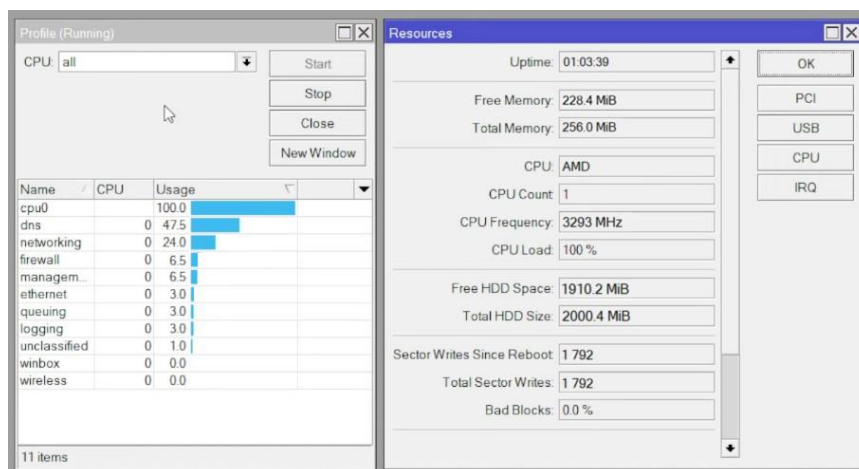 Profile (Running)
CPU: all
Start
Stop
Close
New Window
Name CPU Usage
cpu0 100.0
dns 0 47.5
networking 0 24.0
firewall 0 6.5
managem... 0 6.5
ethernet 0 3.0
queuing 0 3.0
logging 0 3.0
unclassified 0 1.0
winbox 0 0.0
wireless 0 0.0
11 items
Resources
Uptime: 01:03:39
Free Memory: 228.4 MiB
Total Memory: 256.0 MiB
CPU: AMD
CPU Count: 1
CPU Frequency: 3293 MHz
CPU Load: 100 %
Free HDD Space: 1910.2 MiB
Total HDD Size: 2000.4 MiB
Sector Writes Since Reboot: 1 792
Total Sector Writes: 1 792
Bad Blocks: 0.0 %
OK
PCI
USB
CPU
IRQ